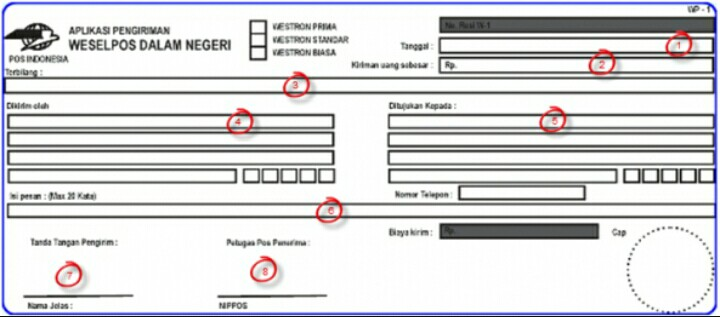 WP - 1
APLIKASI PENGIRIMAN
WESELPOS DALAM NEGERI
POS INDONESIA
WESTRON PRIMA
WESTRON STANDAR
WESTRON BIASA
No. Resi
Tanggal : 1
Kiriman uang sebesar : Rp. 2
Terbilang :
3
Dikirim oleh
Ditujukan Kepada :
4
5
Isi pesan : (Max 20 Kata)
Nomor Telepon :
6
Biaya kirim : Rp.
Cap
Tanda Tangan Pengirim :
Petugas Pos Penerima :
7
8
Nama Jelas :
NIPPOS